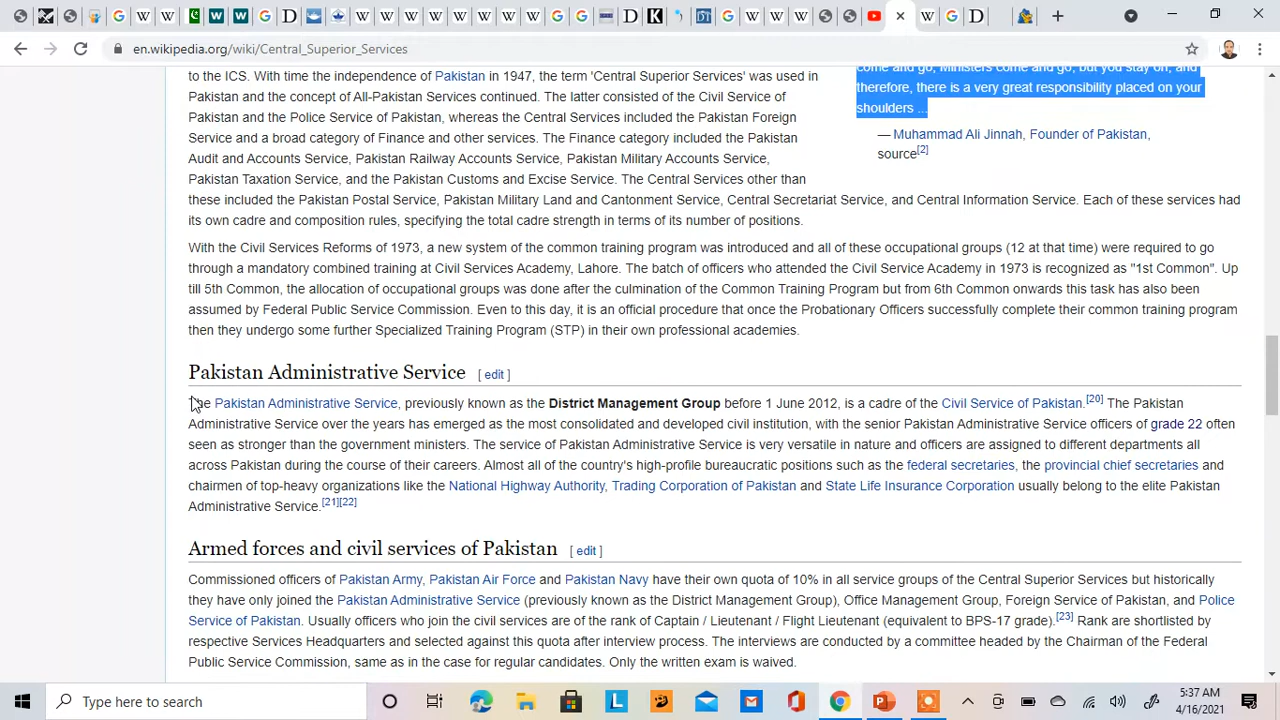 en.wikipedia.org/wiki/Central_Superior_Services
come and go, Ministers come and go, but you stay on, and
therefore, there is a very great responsibility placed on your
shoulders ...
— Muhammad Ali Jinnah, Founder of Pakistan,
source[2]
to the ICS. With time the independence of Pakistan in 1947, the term 'Central Superior Services' was used in
Pakistan and the concept of All-Pakistan Services continued. The latter consisted of the Civil Service of
Pakistan and the Police Service of Pakistan, whereas the Central Services included the Pakistan Foreign
Service and a broad category of Finance and other services. The Finance category included the Pakistan
Audit and Accounts Service, Pakistan Railway Accounts Service, Pakistan Military Accounts Service,
Pakistan Taxation Service, and the Pakistan Customs and Excise Service. The Central Services other than
these included the Pakistan Postal Service, Pakistan Military Land and Cantonment Service, Central Secretariat Service, and Central Information Service. Each of these services had
its own cadre and composition rules, specifying the total cadre strength in terms of its number of positions.
With the Civil Services Reforms of 1973, a new system of the common training program was introduced and all of these occupational groups (12 at that time) were required to go
through a mandatory combined training at Civil Services Academy, Lahore. The batch of officers who attended the Civil Service Academy in 1973 is recognized as "1st Common". Up
till 5th Common, the allocation of occupational groups was done after the culmination of the Common Training Program but from 6th Common onwards this task has also been
assumed by Federal Public Service Commission. Even to this day, it is an official procedure that once the Probationary Officers successfully complete their common training program
then they undergo some further Specialized Training Program (STP) in their own professional academies.
Pakistan Administrative Service [ edit ]
The Pakistan Administrative Service, previously known as the District Management Group before 1 June 2012, is a cadre of the Civil Service of Pakistan.[20] The Pakistan
Administrative Service over the years has emerged as the most consolidated and developed civil institution, with the senior Pakistan Administrative Service officers of grade 22 often
seen as stronger than the government ministers. The service of Pakistan Administrative Service is very versatile in nature and officers are assigned to different departments all
across Pakistan during the course of their careers. Almost all of the country's high-profile bureaucratic positions such as the federal secretaries, the provincial chief secretaries and
chairmen of top-heavy organizations like the National Highway Authority, Trading Corporation of Pakistan and State Life Insurance Corporation usually belong to the elite Pakistan
Administrative Service.[21][22]
Armed forces and civil services of Pakistan [ edit ]
Commissioned officers of Pakistan Army, Pakistan Air Force and Pakistan Navy have their own quota of 10% in all service groups of the Central Superior Services but historically
they have only joined the Pakistan Administrative Service (previously known as the District Management Group), Office Management Group, Foreign Service of Pakistan, and Police
Service of Pakistan. Usually officers who join the civil services are of the rank of Captain / Lieutenant / Flight Lieutenant (equivalent to BPS-17 grade).[23] Rank are shortlisted by
respective Services Headquarters and selected against this quota after interview process. The interviews are conducted by a committee headed by the Chairman of the Federal
Public Service Commission, same as in the case for regular candidates. Only the written exam is waived.
Type here to search
5:37 AM
4/16/2021